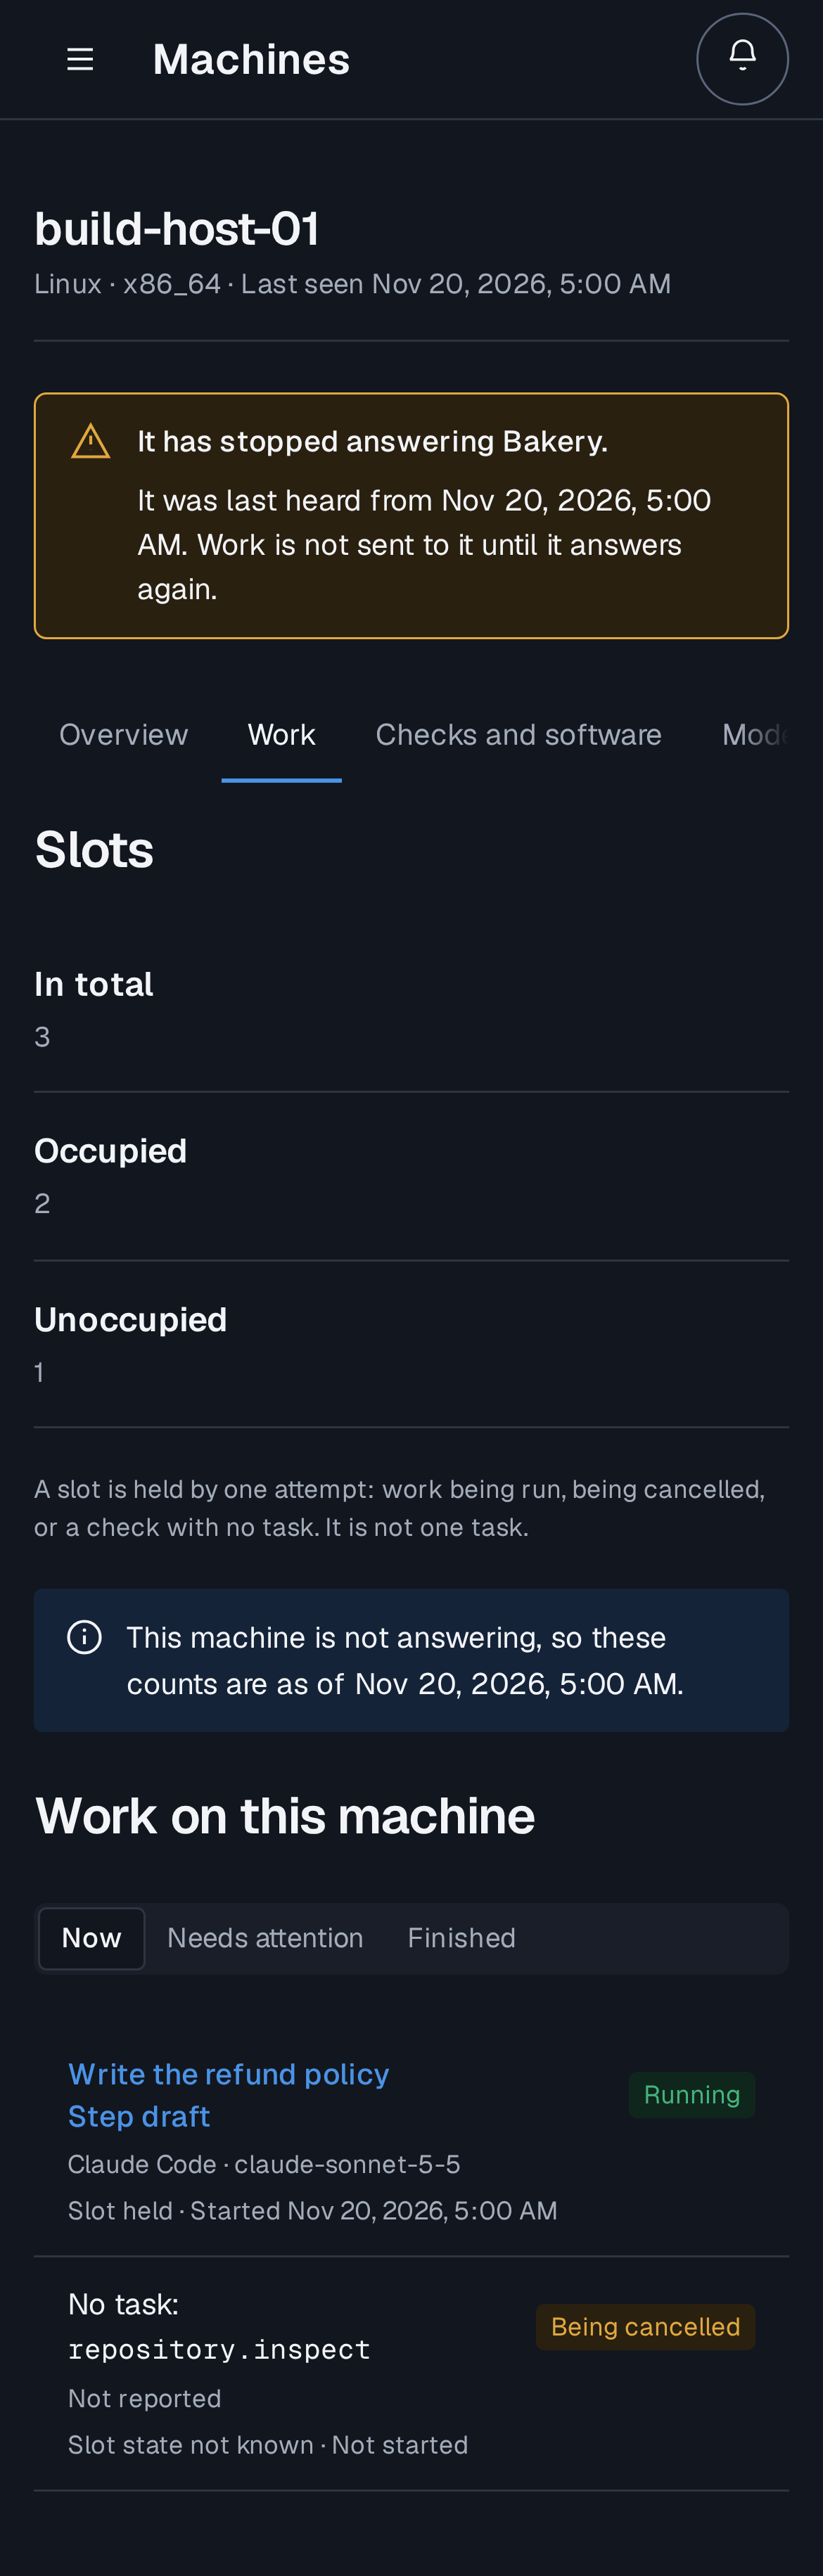 Machines
build-host-01
Linux · x86_64 · Last seen Nov 20, 2026, 5:00 AM
It has stopped answering Bakery.
It was last heard from Nov 20, 2026, 5:00
AM. Work is not sent to it until it answers
again.
Overview
Work
Checks and software
Mode
Slots
In total
3
Occupied
2
Unoccupied
1
A slot is held by one attempt: work being run, being cancelled,
or a check with no task. It is not one task.
This machine is not answering, so these
counts are as of Nov 20, 2026, 5:00 AM.
Work on this machine
Now
Needs attention
Finished
Write the refund policy
Step draft
Running
Claude Code · claude-sonnet-5-5
Slot held · Started Nov 20, 2026, 5:00 AM
No task:
repository.inspect
Being cancelled
Not reported
Slot state not known · Not started